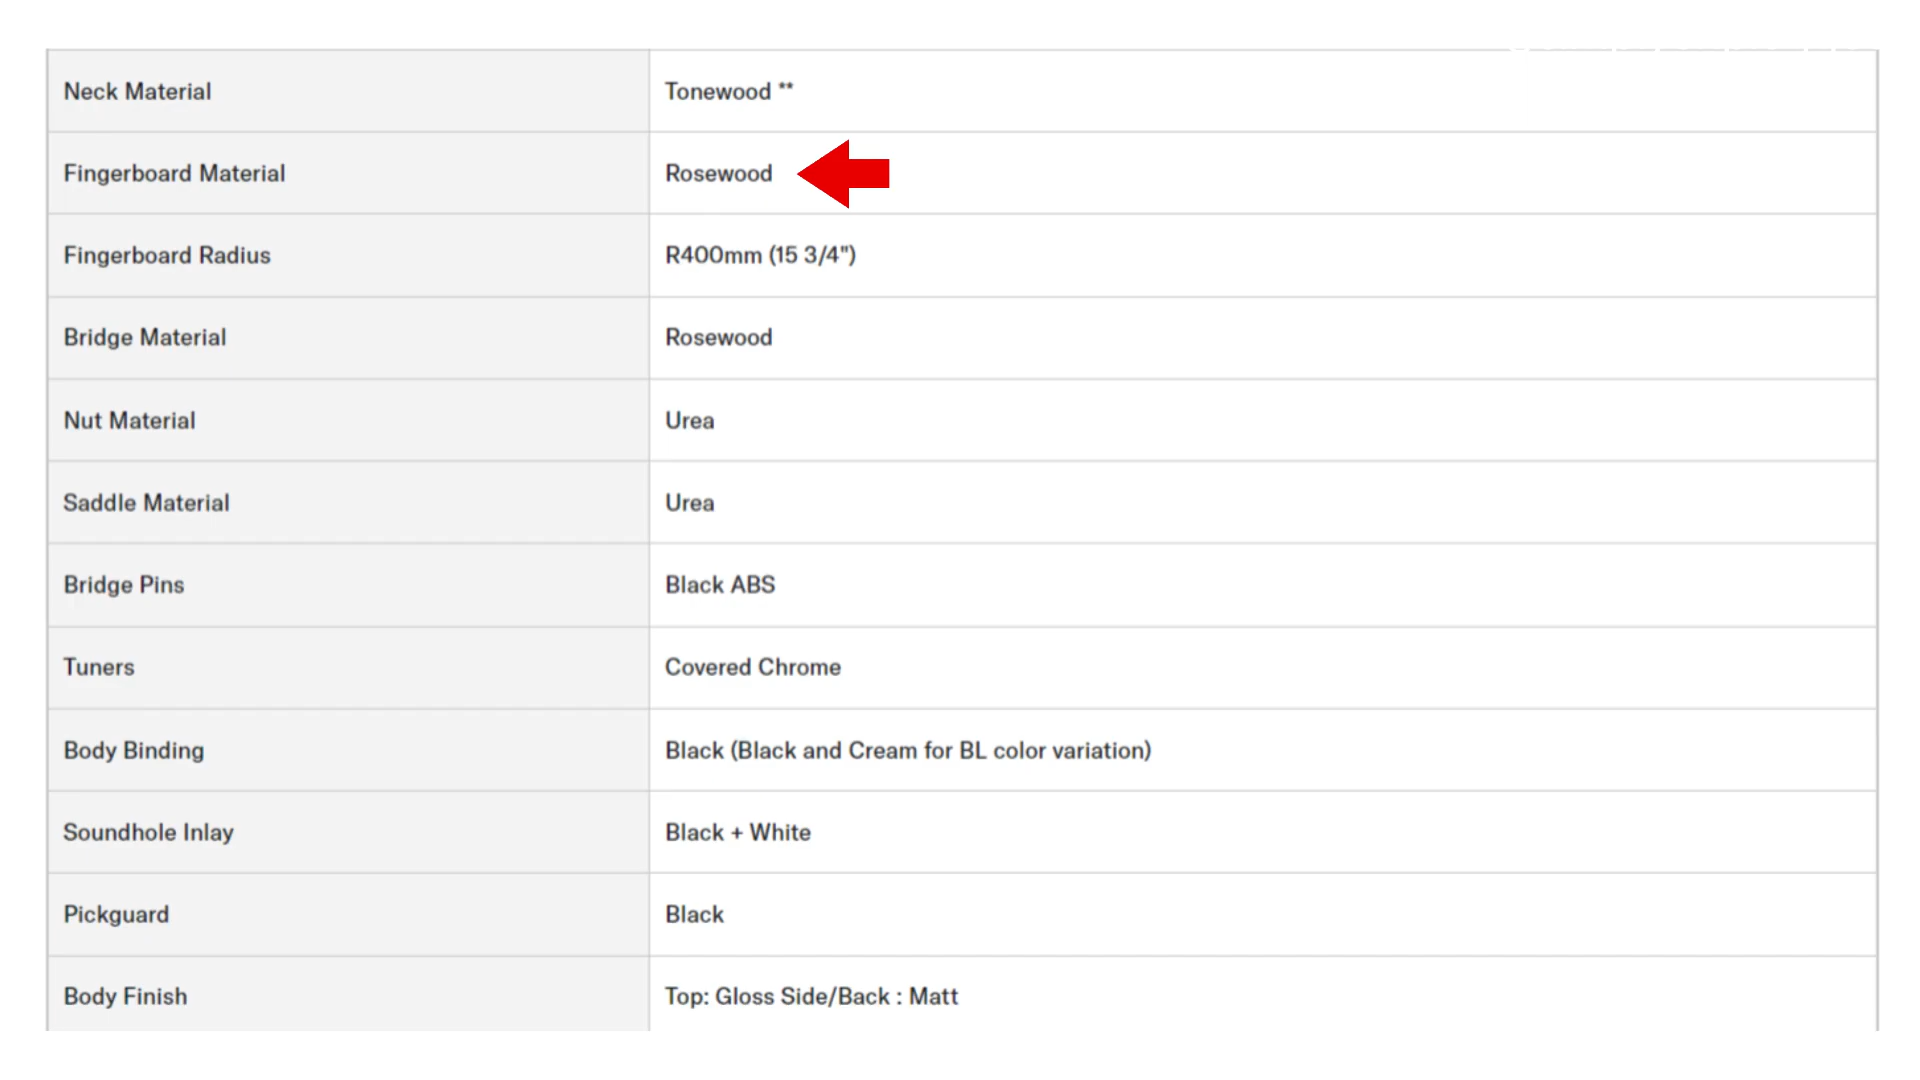 Neck Material Tonewood **
Fingerboard Material Rosewood
Fingerboard Radius R400mm (15 3/4")
Bridge Material Rosewood
Nut Material Urea
Saddle Material Urea
Bridge Pins Black ABS
Tuners Covered Chrome
Body Binding Black (Black and Cream for BL color variation)
Soundhole Inlay Black + White
Pickguard Black
Body Finish Top: Gloss Side/Back : Matt